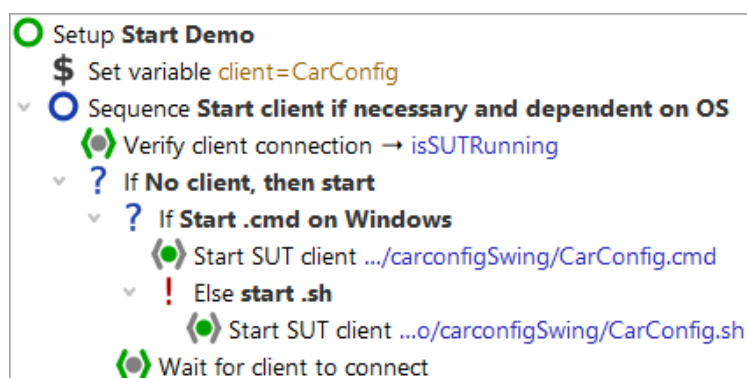 Setup Start Demo
$ Set variable client=CarConfig
Sequence Start client if necessary and dependent on OS
Verify client connection → isSUTRunning
? If No client, then start
? If Start .cmd on Windows
Start SUT client .../carconfigSwing/CarConfig.cmd
! Else start .sh
Start SUT client ...o/carconfigSwing/CarConfig.sh
Wait for client to connect